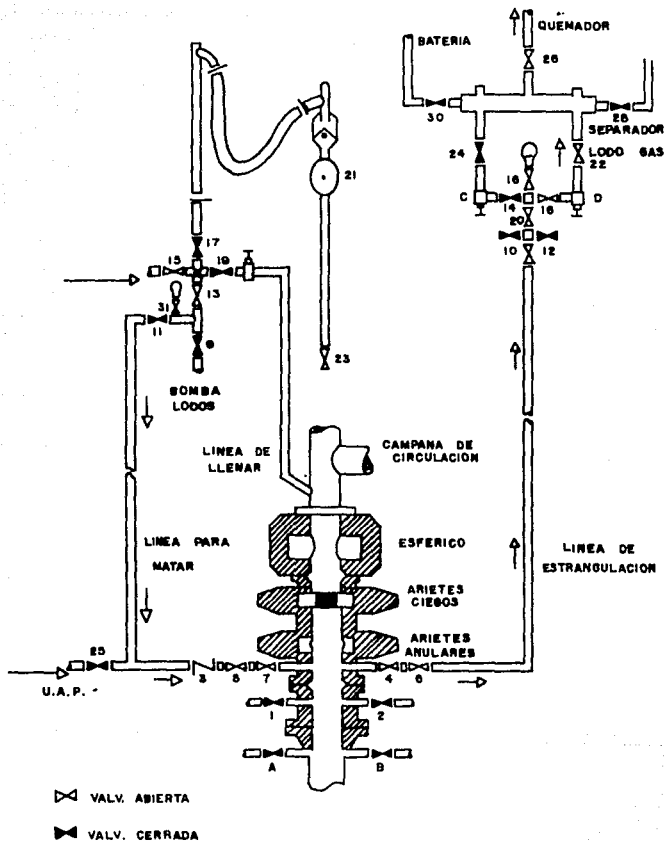 QUEMADOR
BATERIA
26
30
28
SEPARADOR
LODO GAS
24
22
21
16
C
14
16
D
20
10
12
17
15
19
13
31
11
9
23
BOMBA
LODOS
LINEA DE
LLENAR
CAMPANA DE
CIRCULACION
LINEA PARA
MATAR
ESFERICO
LINEA DE
ESTRANGULACION
ARIETES
CIEGOS
ARIETES
ANULARES
25
3
5
7
4
6
U.A.P.
1
2
A
B
VALV. ABIERTA
VALV. CERRADA